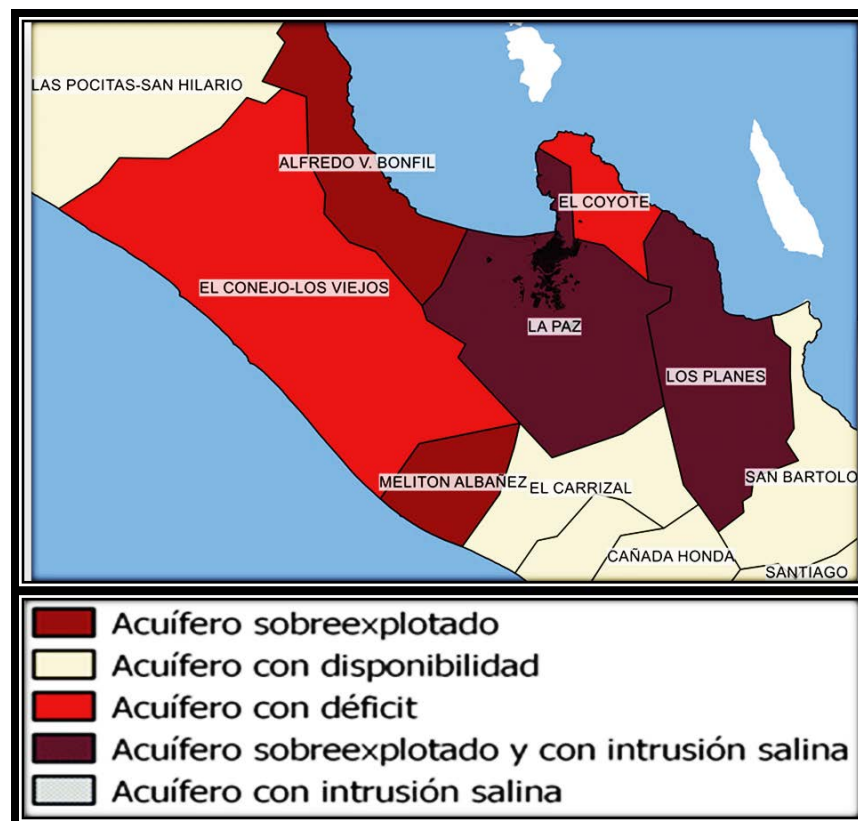 LAS POCITAS-SAN HILARIO
ALFREDO V. BONFIL
EL COYOTE
EL CONEJO-LOS VIEJOS
LA PAZ
LOS PLANES
MELITON ALBAÑEZ
EL CARRIZAL
SAN BARTOLO
CAÑADA HONDA
SANTIAGO
Acuífero sobreexplotado
Acuífero con disponibilidad
Acuífero con déficit
Acuífero sobreexplotado y con intrusión salina
Acuífero con intrusión salina